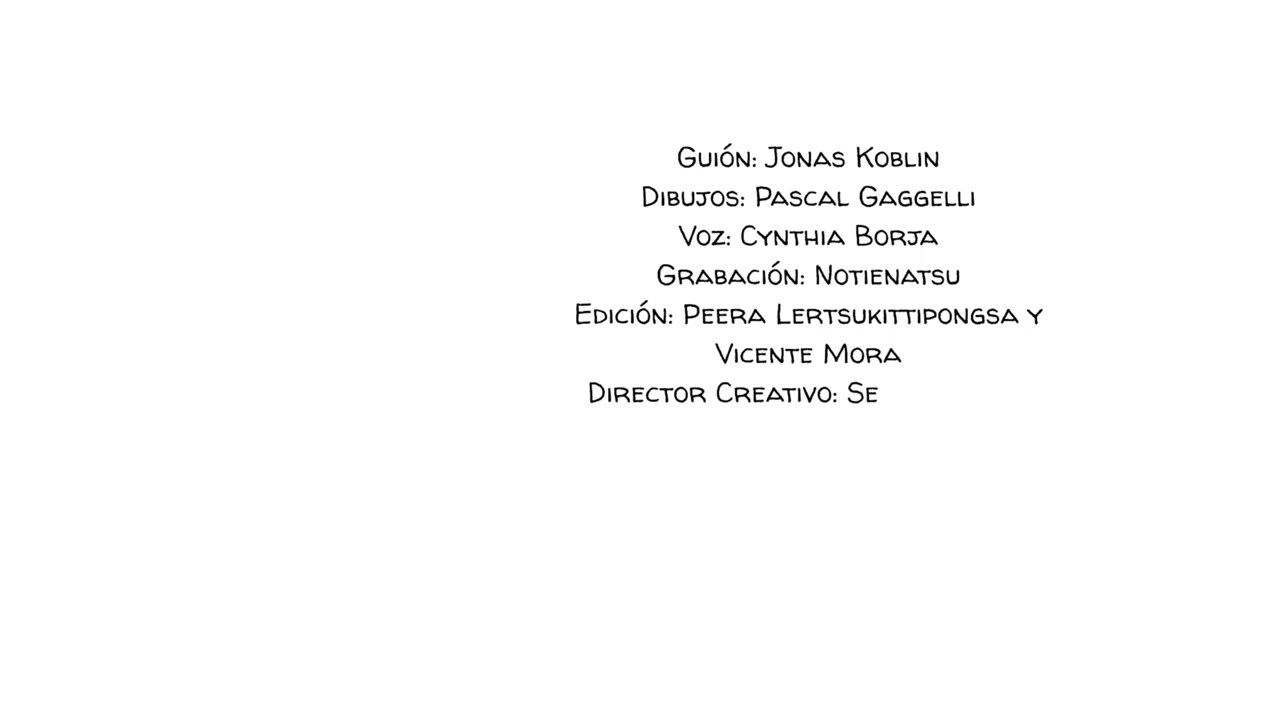 Guión: Jonas Koblin
Dibujos: Pascal Gaggelli
Voz: Cynthia Borja
Grabación: Notienatsu
Edición: Peera Lertsukittipongsa y
Vicente Mora
Director Creativo: Se